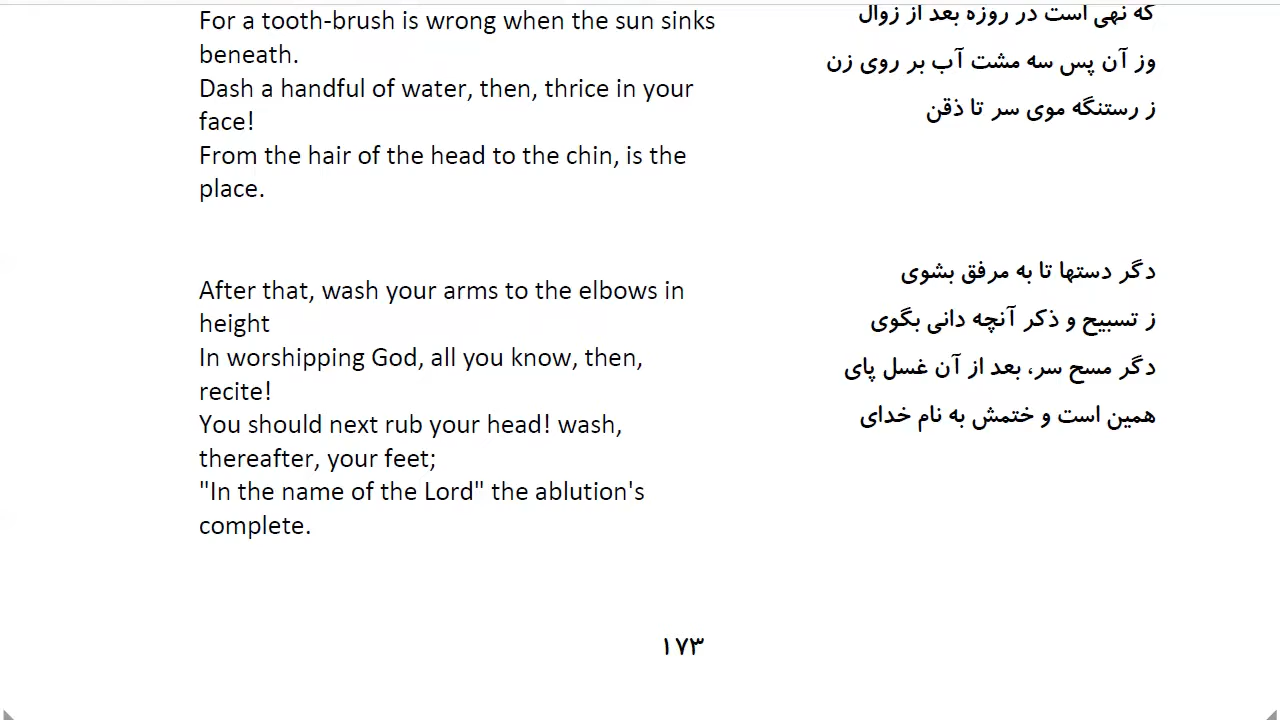 For a tooth-brush is wrong when the sun sinks
beneath.
Dash a handful of water, then, thrice in your
face!
From the hair of the head to the chin, is the
place.
که نهی است در روزه بعد از زوال
وز آن پس سه مشت آب بر روی زن
ز رستنگه موی سر تا ذقن
After that, wash your arms to the elbows in
height
In worshipping God, all you know, then,
recite!
You should next rub your head! wash,
thereafter, your feet;
"In the name of the Lord" the ablution's
complete.
دگر دستها تا به مرفق بشوی
ز تسبیح و ذکر آنچه دانی بگوی
دگر مسح سر، بعد از آن غسل پای
همین است و ختمش به نام خدای
۱۷۳